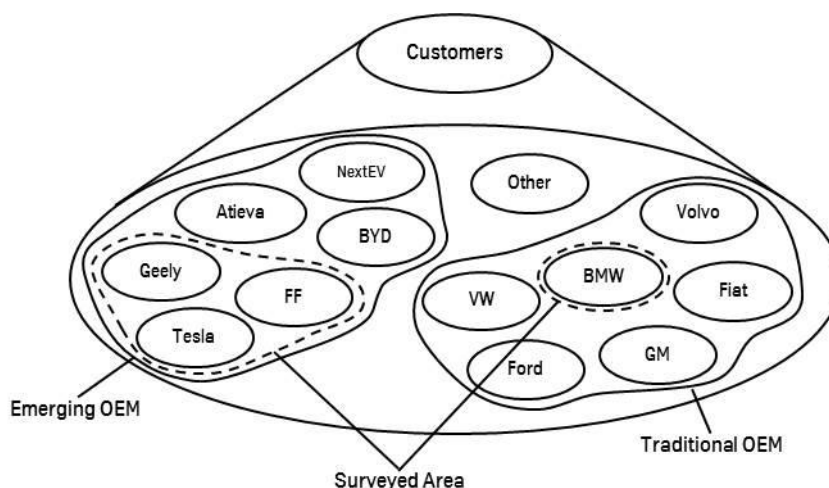 Customers
NextEV
Other
Atieva
Volvo
BYD
Geely
BMW
FF
VW
Fiat
Tesla
GM
Ford
Emerging OEM
Traditional OEM
Surveyed Area